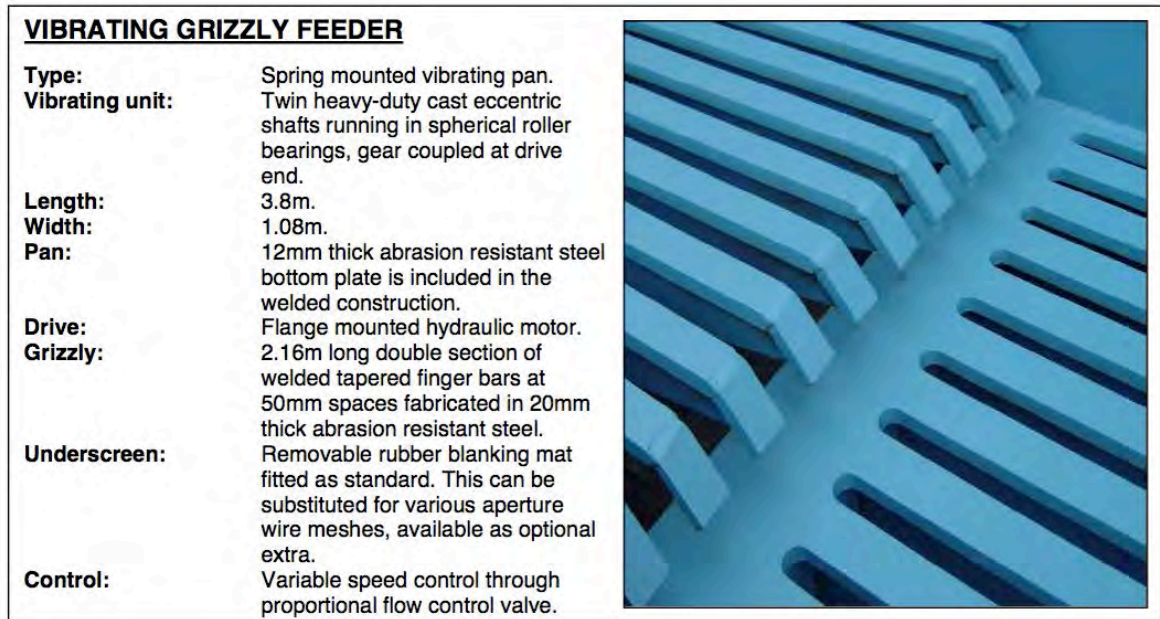 VIBRATING GRIZZLY FEEDER
Type: Spring mounted vibrating pan.
Vibrating unit: Twin heavy-duty cast eccentric
shafts running in spherical roller
bearings, gear coupled at drive
end.
Length: 3.8m.
Width: 1.08m.
Pan: 12mm thick abrasion resistant steel
bottom plate is included in the
welded construction.
Drive: Flange mounted hydraulic motor.
Grizzly: 2.16m long double section of
welded tapered finger bars at
50mm spaces fabricated in 20mm
thick abrasion resistant steel.
Underscreen: Removable rubber blanking mat
fitted as standard. This can be
substituted for various aperture
wire meshes, available as optional
extra.
Control: Variable speed control through
proportional flow control valve.